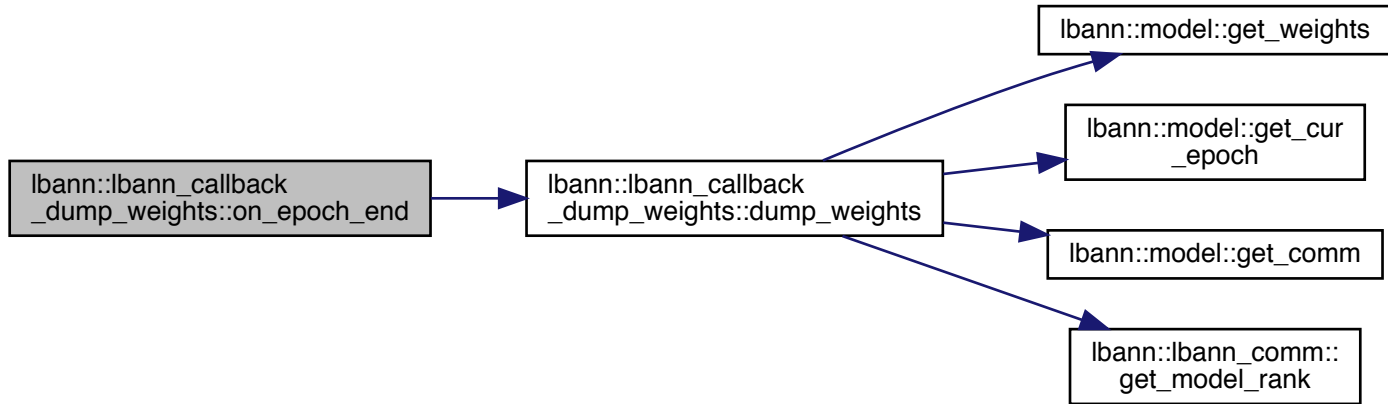 lbann::lbann_callback
_dump_weights::on_epoch_end
lbann::lbann_callback
_dump_weights::dump_weights
lbann::model::get_weights
lbann::model::get_cur
_epoch
lbann::model::get_comm
lbann::lbann_comm::
get_model_rank